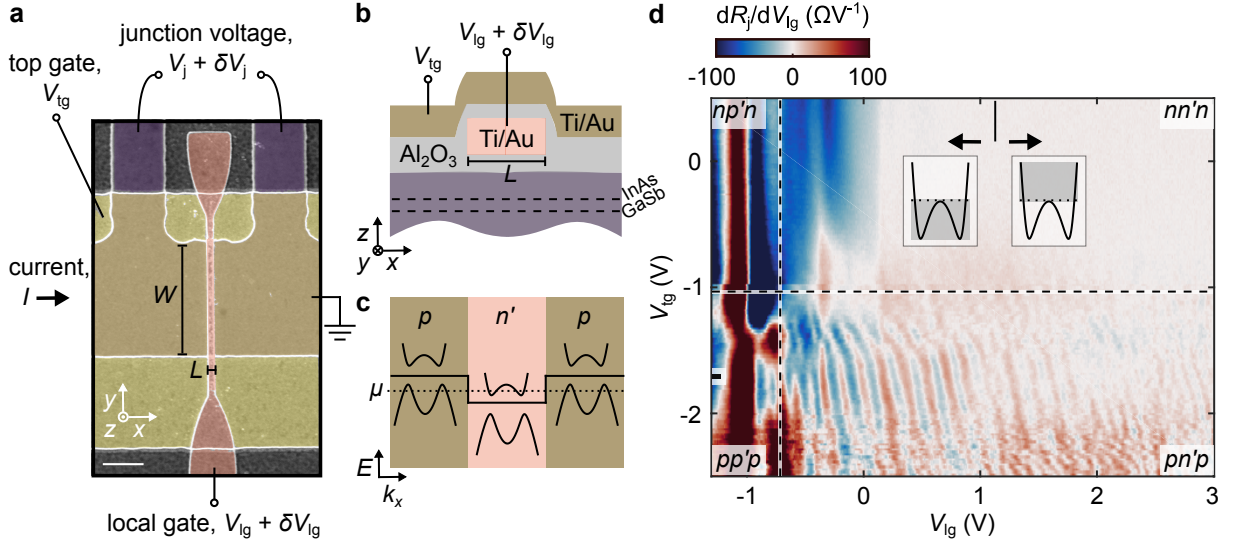 a
junction voltage,
V_j + δV_j
top gate,
V_tg
current,
I
W
L
y
z
x
local gate, V_lg + δV_lg
b
V_lg + δV_lg
V_tg
Ti/Au
Ti/Au
Al₂O₃
L
InAs
GaSb
z
y
x
c
p
n'
p
μ
E
k_x
d
dR_j/dV_lg (ΩV⁻¹)
-100
0
100
np'n
nn'n
pp'p
pn'p
0
-1
-2
V_tg (V)
-1
0
1
2
3
V_lg (V)